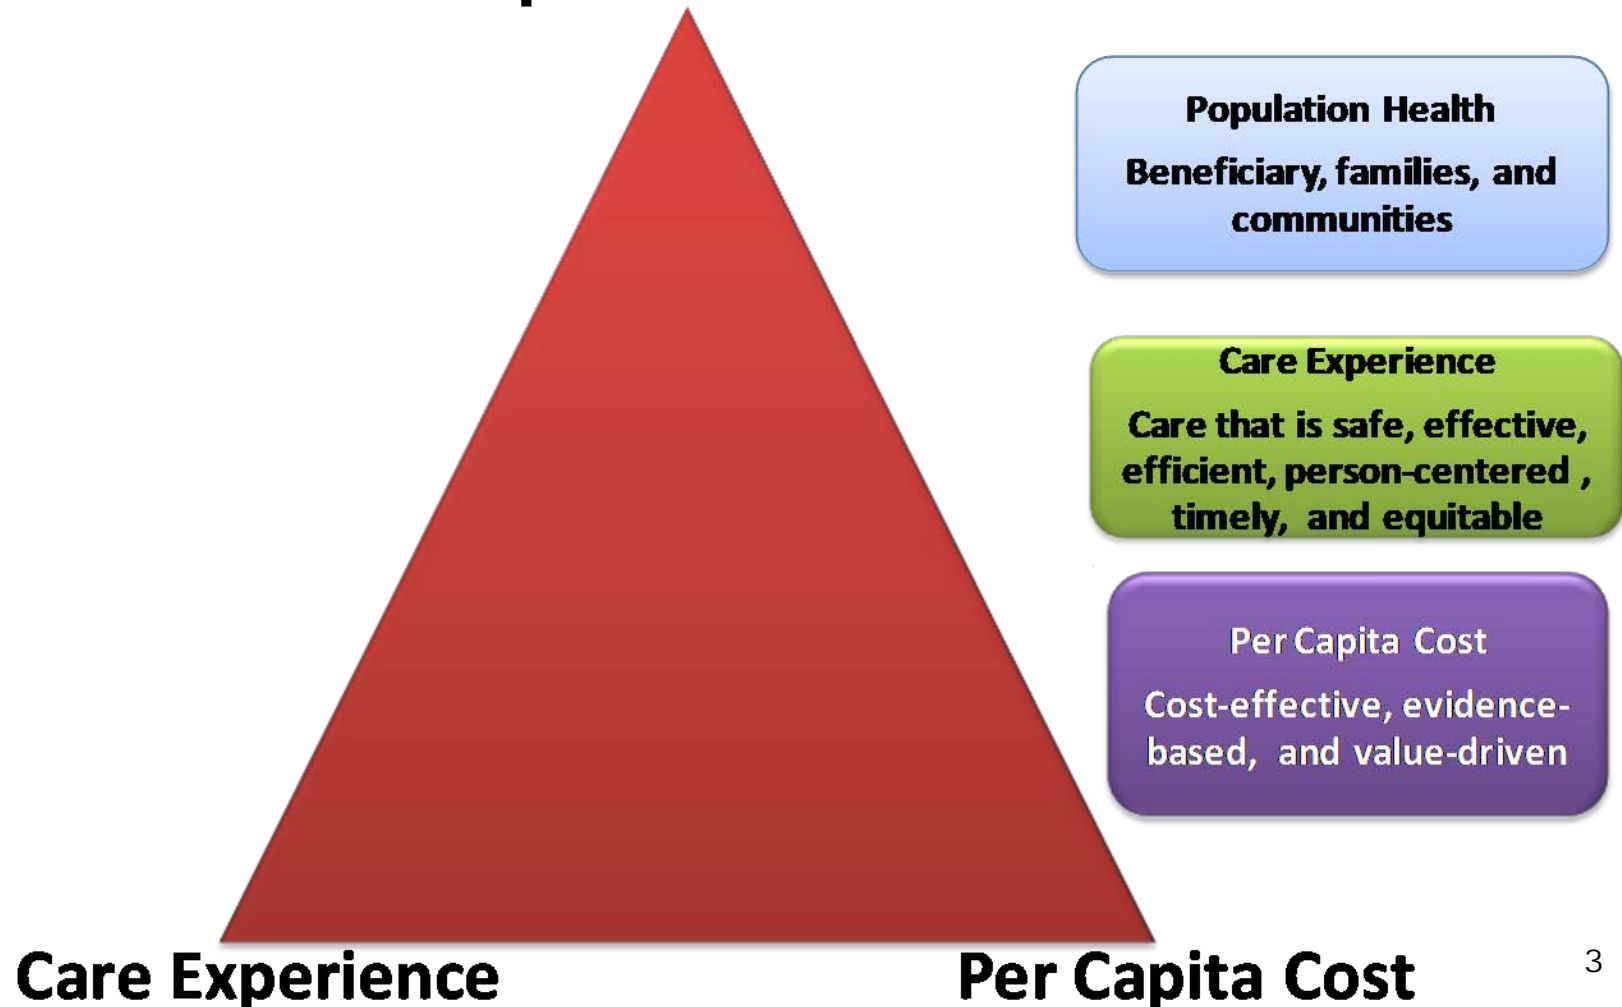 Population Health
Beneficiary, families, and
communities
Care Experience
Care that is safe, effective,
efficient, person-centered ,
timely, and equitable
Per Capita Cost
Cost-effective, evidence-
based, and value-driven
Care Experience
Per Capita Cost
3